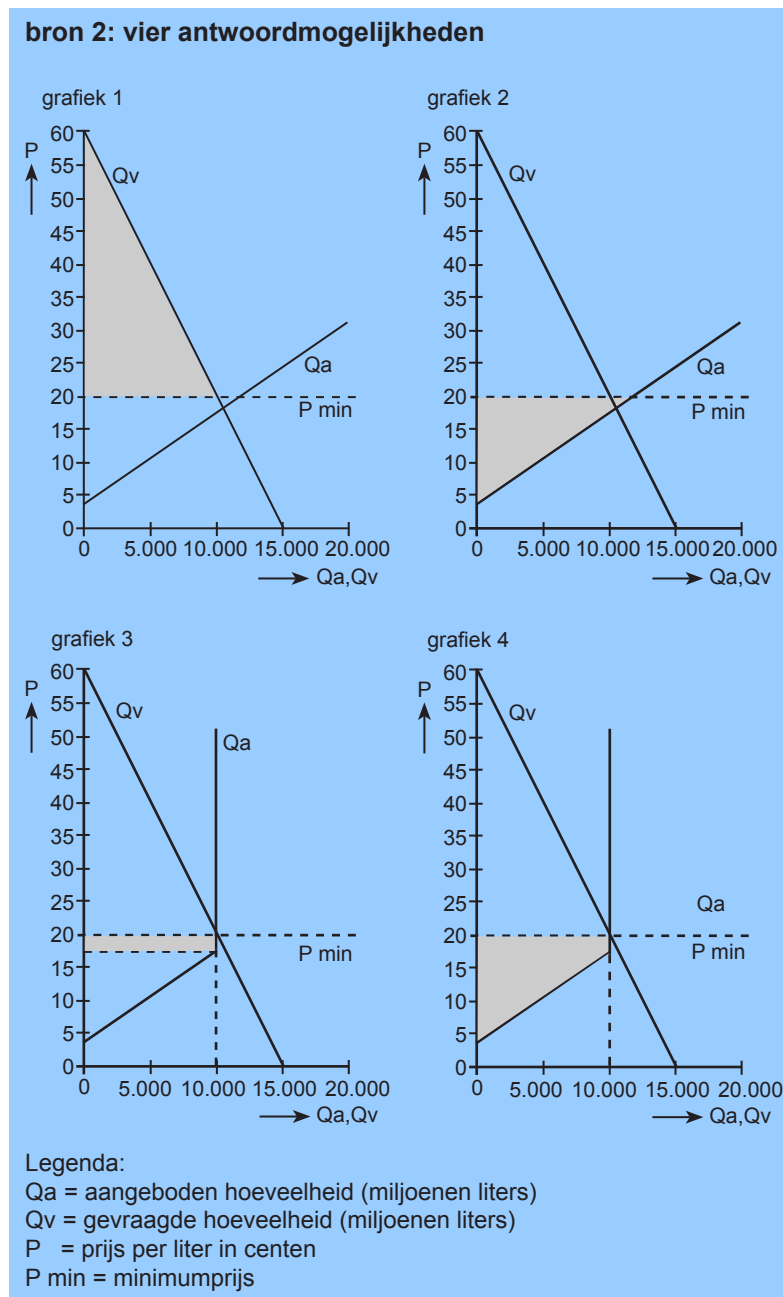 bron 2: vier antwoordmogelijkheden
grafiek 1
P
60
55
50
45
40
35
30
25
20
15
10
5
0
Qv
Qa
P min
0 5.000 10.000 15.000 20.000
Qa,Qv
grafiek 2
P
60
55
50
45
40
35
30
25
20
15
10
5
0
Qv
Qa
P min
0 5.000 10.000 15.000 20.000
Qa,Qv
grafiek 3
P
60
55
50
45
40
35
30
25
20
15
10
5
0
Qv
Qa
P min
0 5.000 10.000 15.000 20.000
Qa,Qv
grafiek 4
P
60
55
50
45
40
35
30
25
20
15
10
5
0
Qv
Qa
P min
0 5.000 10.000 15.000 20.000
Qa,Qv
Legenda:
Qa = aangeboden hoeveelheid (miljoenen liters)
Qv = gevraagde hoeveelheid (miljoenen liters)
P = prijs per liter in centen
P min = minimumprijs